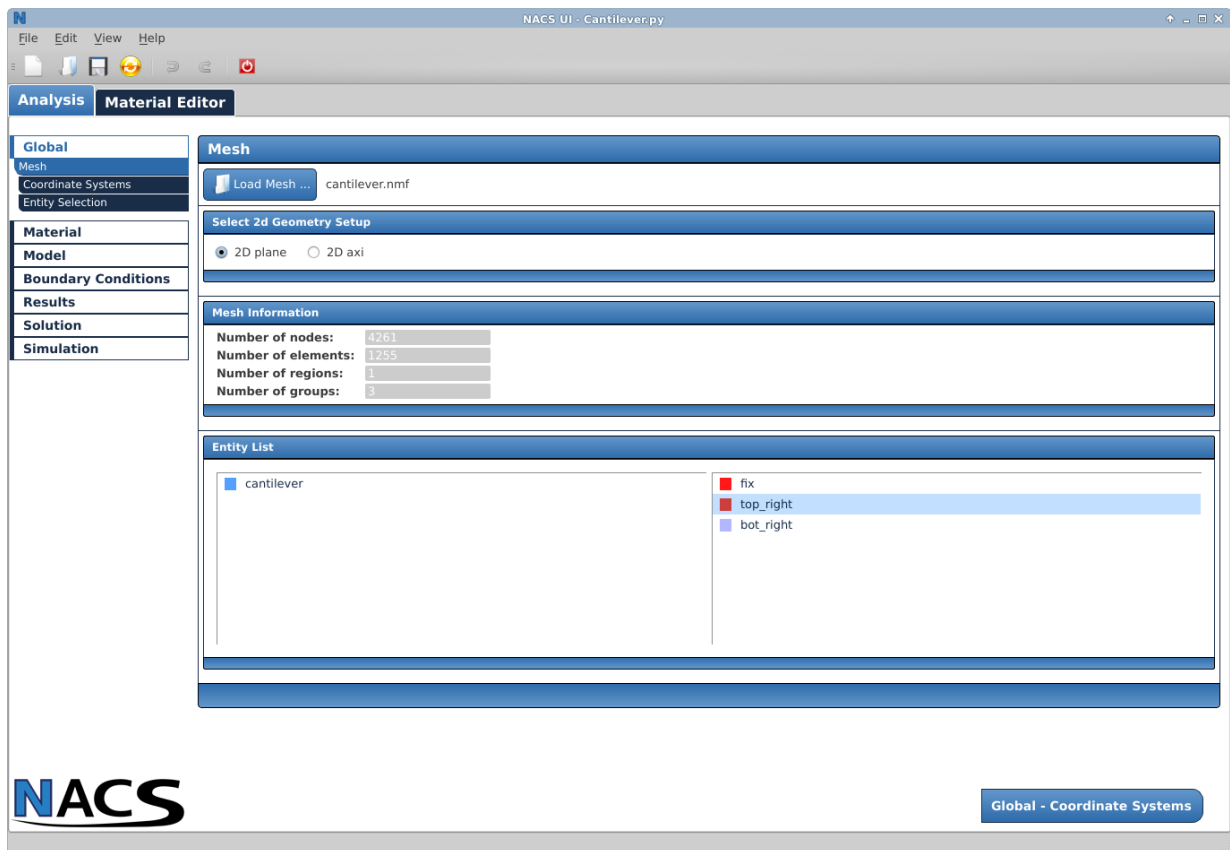 NACS UI - Cantilever.py
File Edit View Help
Analysis Material Editor
Global
Mesh
Coordinate Systems
Entity Selection
Material
Model
Boundary Conditions
Results
Solution
Simulation
Mesh
Load Mesh ... cantilever.nmf
Select 2d Geometry Setup
2D plane 2D axi
Mesh Information
Number of nodes: 4261
Number of elements: 1255
Number of regions: 1
Number of groups: 3
Entity List
cantilever
fix
top_right
bot_right
NACS
Global - Coordinate Systems